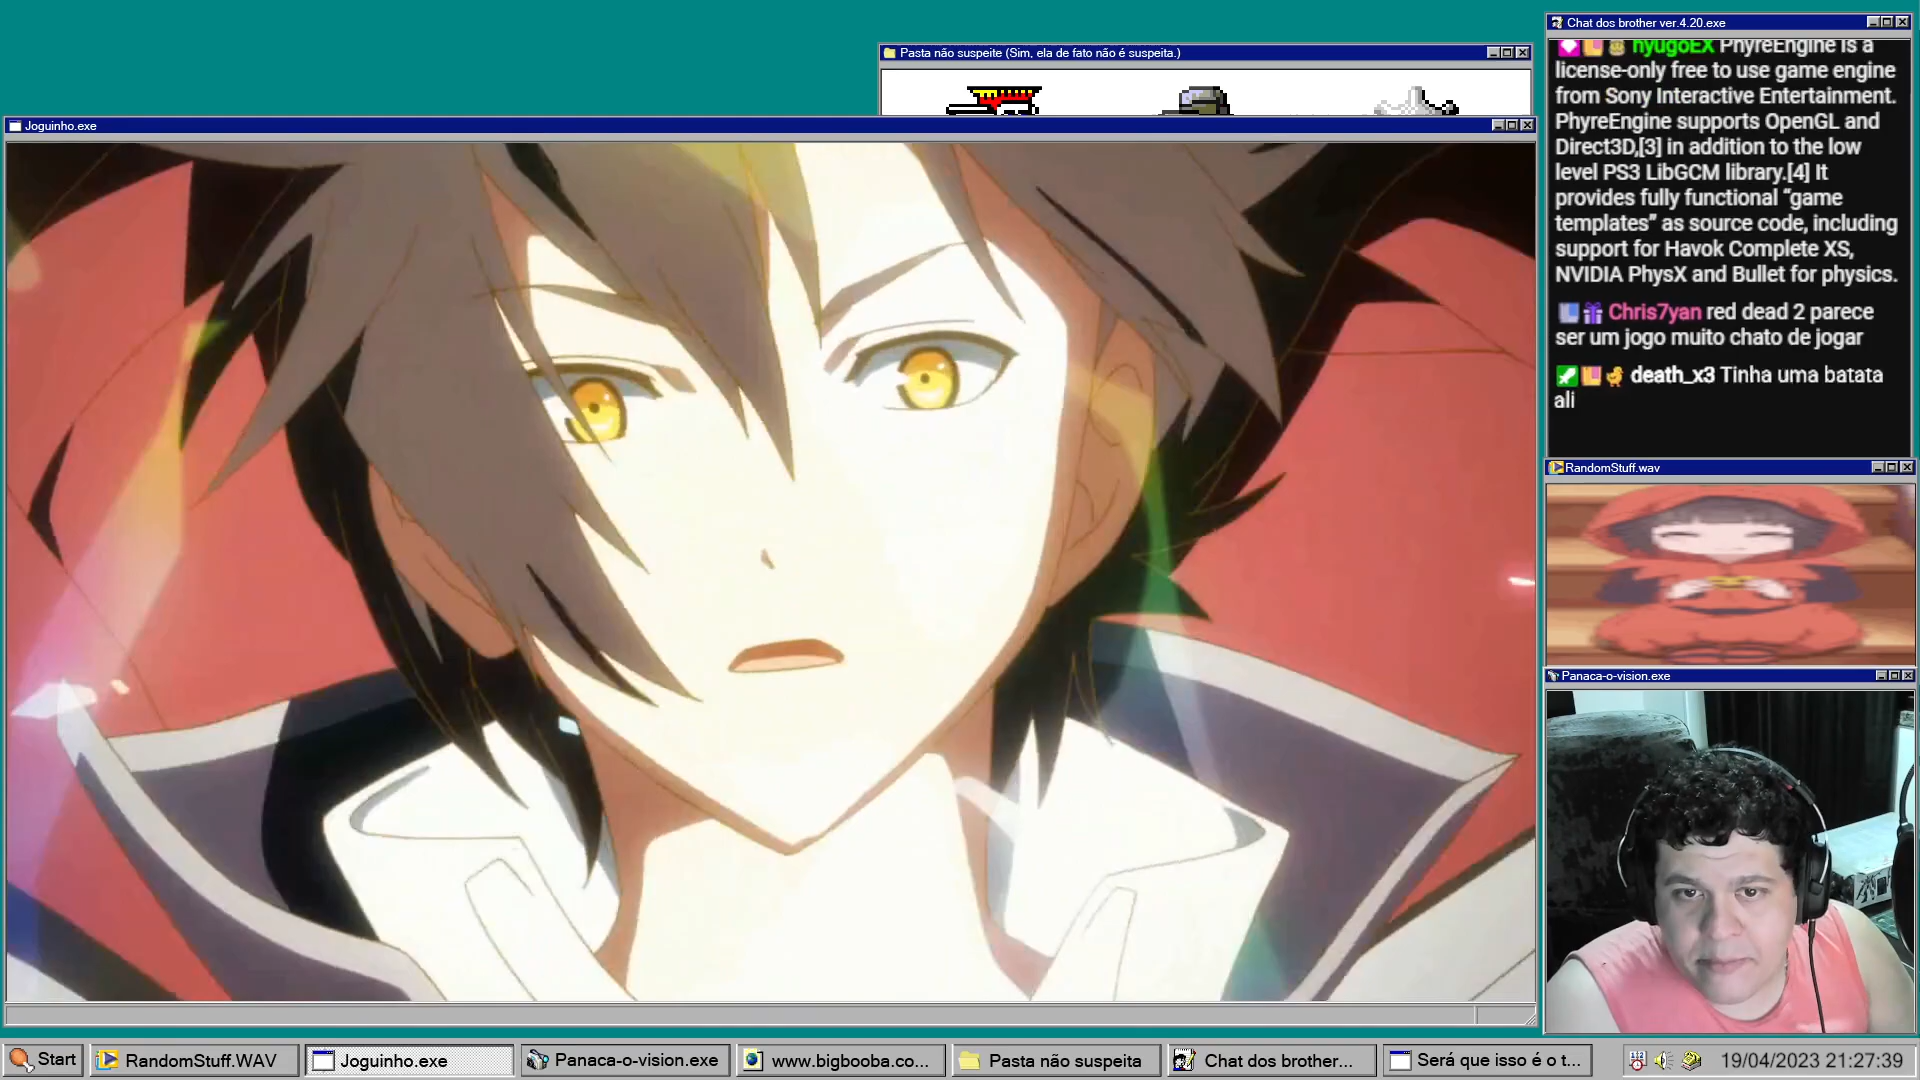 Chat dos brother ver.4.20.exe
Pasta não suspeite (Sim, ela de fato não é suspeita.)
Joguinho.exe
nyugoEX PhyreEngine is a
license-only free to use game engine
from Sony Interactive Entertainment.
PhyreEngine supports OpenGL and
Direct3D,[3] in addition to the low
level PS3 LibGCM library.[4] It
provides fully functional “game
templates” as source code, including
support for Havok Complete XS,
NVIDIA PhysX and Bullet for physics.
Chris7yan red dead 2 parece
ser um jogo muito chato de jogar
death_x3 Tinha uma batata
ali
RandomStuff.wav
Panaca-o-vision.exe
Start
RandomStuff.WAV
Joguinho.exe
Panaca-o-vision.exe
www.bigbooba.co...
Pasta não suspeita
Chat dos brother...
Será que isso é o t...
19/04/2023 21:27:39